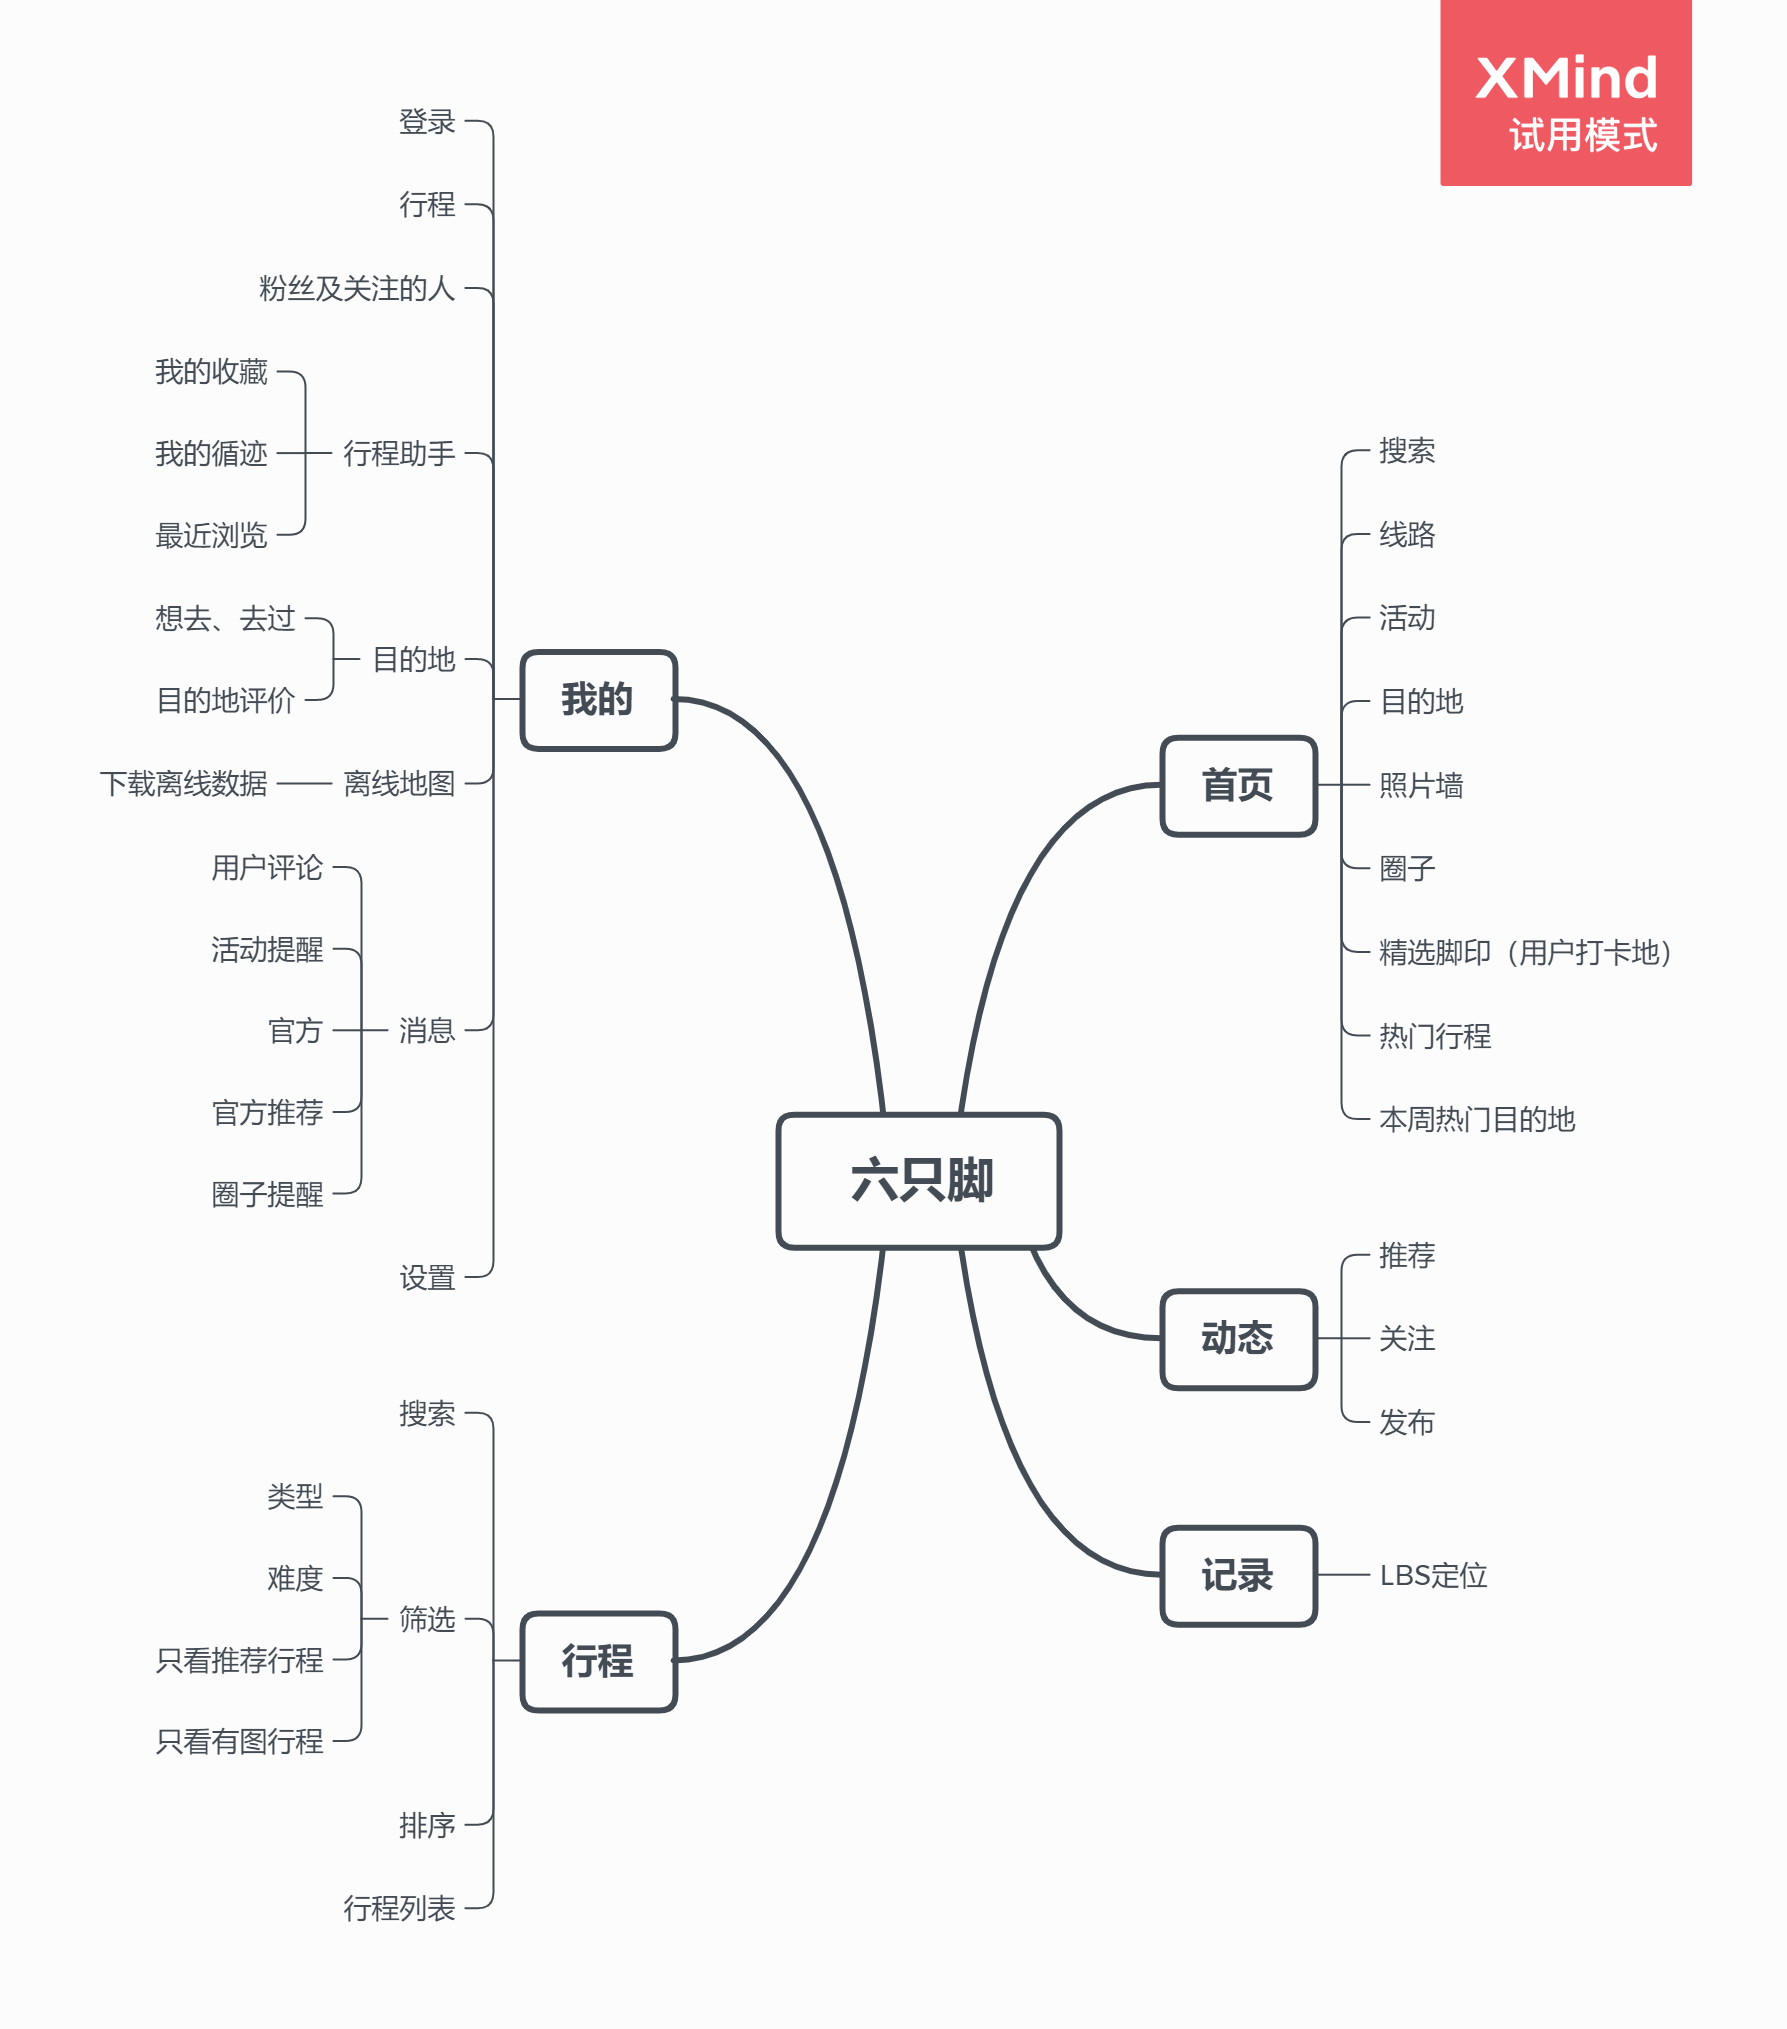 XMind
试用模式
六只脚
首页
搜索
线路
活动
目的地
照片墙
圈子
精选脚印（用户打卡地）
热门行程
本周热门目的地
动态
推荐
关注
发布
记录
LBS定位
我的
登录
行程
粉丝及关注的人
行程助手
我的收藏
我的循迹
最近浏览
目的地
想去、去过
目的地评价
离线地图
下载离线数据
消息
用户评论
活动提醒
官方
官方推荐
圈子提醒
设置
行程
搜索
筛选
类型
难度
只看推荐行程
只看有图行程
排序
行程列表